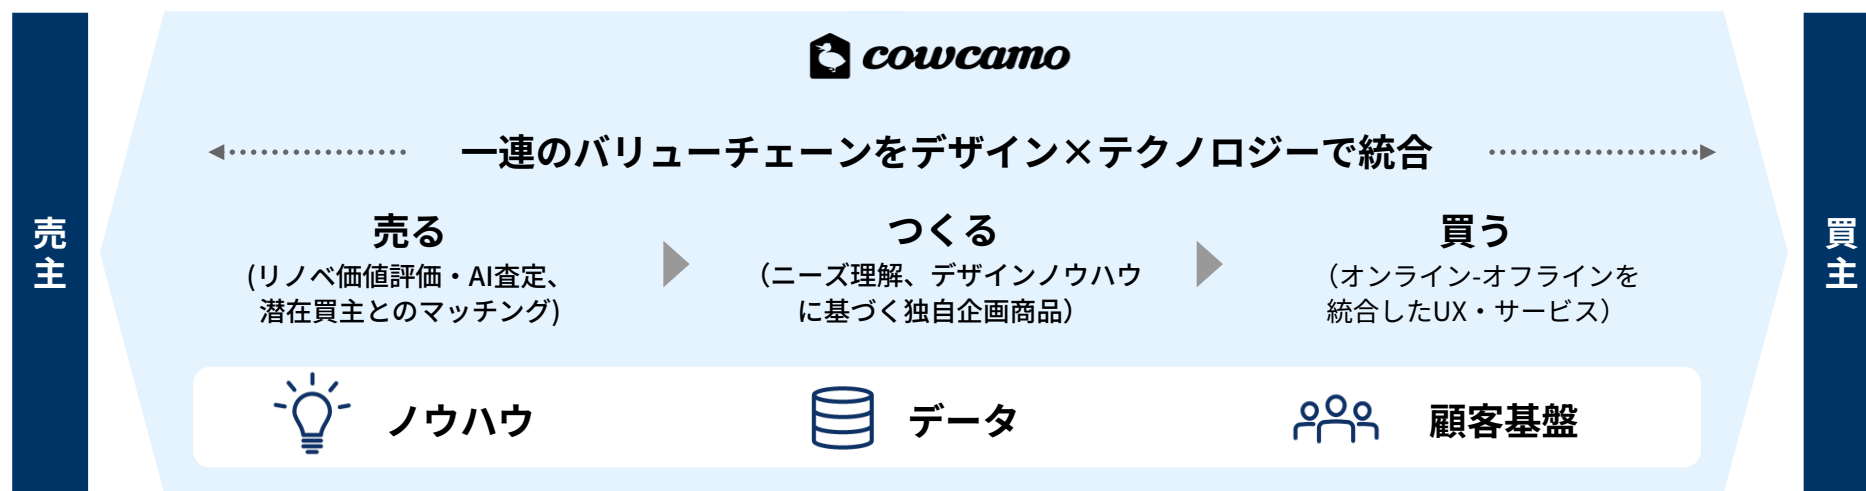 cowcamo
一連のバリューチェーンをデザイン×テクノロジーで統合
売主
売る
(リノベ価値評価・AI査定、
潜在買主とのマッチング)
つくる
（ニーズ理解、デザインノウハウ
に基づく独自企画商品）
買う
（オンライン-オフラインを
統合したUX・サービス）
買主
ノウハウ
データ
顧客基盤